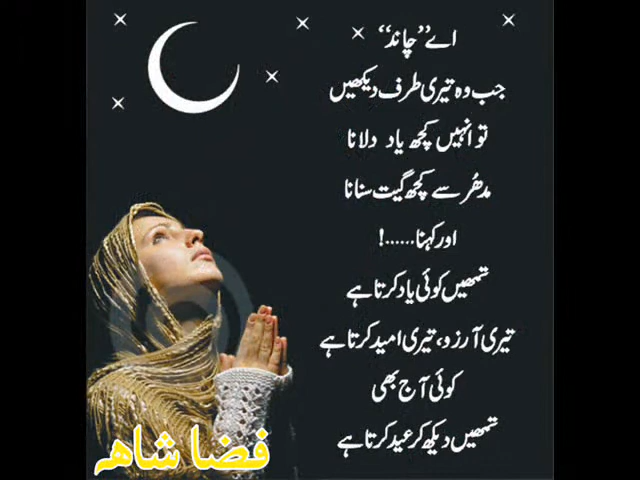 اے ”چاند“
جب وہ تیری طرف دیکھیں
تو انہیں کچھ یاد دلانا
مدھُر سے کچھ گیت سنانا
اور کہنا......!
تمھیں کوئی یاد کرتا ہے
تیری آرزو، تیری امید کرتا ہے
کوئی آج بھی
تمھیں دیکھ کر عید کرتا ہے
فضا شاہ